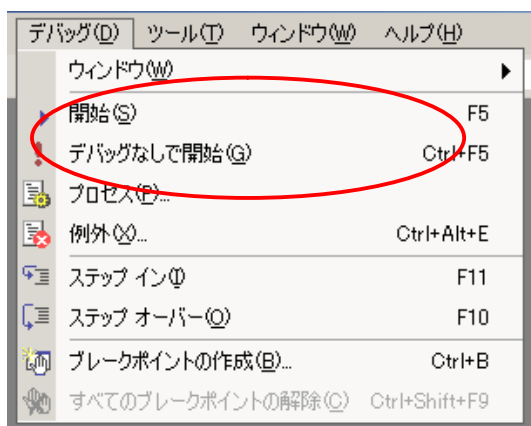 デバッグ(D) ツール(T) ウィンドウ(W) ヘルプ(H)
ウィンドウ(W)
開始(S) F5
デバッグなしで開始(G) Ctrl+F5
プロセス(P)...
例外(X)... Ctrl+Alt+E
ステップ イン(I) F11
ステップ オーバー(O) F10
ブレークポイントの作成(B)... Ctrl+B
すべてのブレークポイントの解除(C) Ctrl+Shift+F9